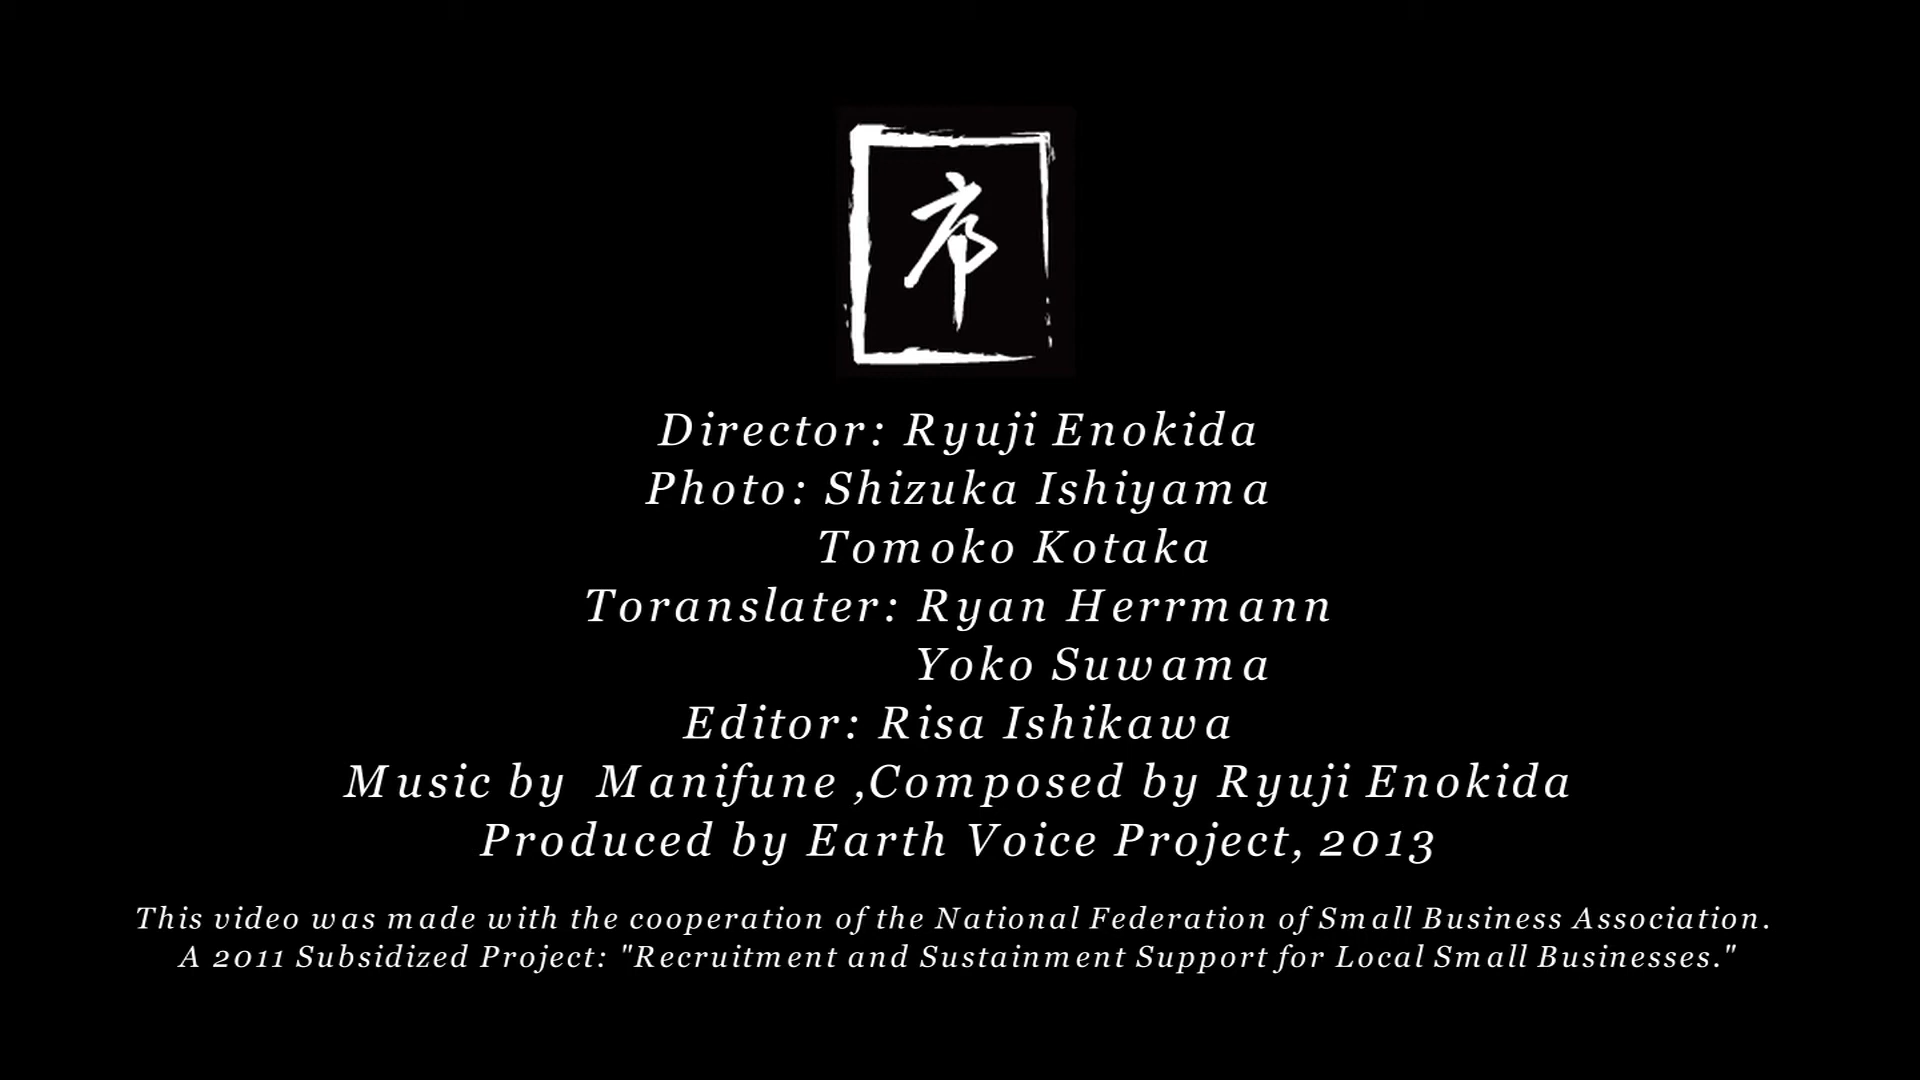 Director: Ryuji Enokida
Photo: Shizuka Ishiyama
Tomoko Kotaka
Toranslater: Ryan Herrmann
Yoko Suwama
Editor: Risa Ishikawa
Music by Manifune ,Composed by Ryuji Enokida
Produced by Earth Voice Project, 2013
This video was made with the cooperation of the National Federation of Small Business Association.
A 2011 Subsidized Project: "Recruitment and Sustainment Support for Local Small Businesses."